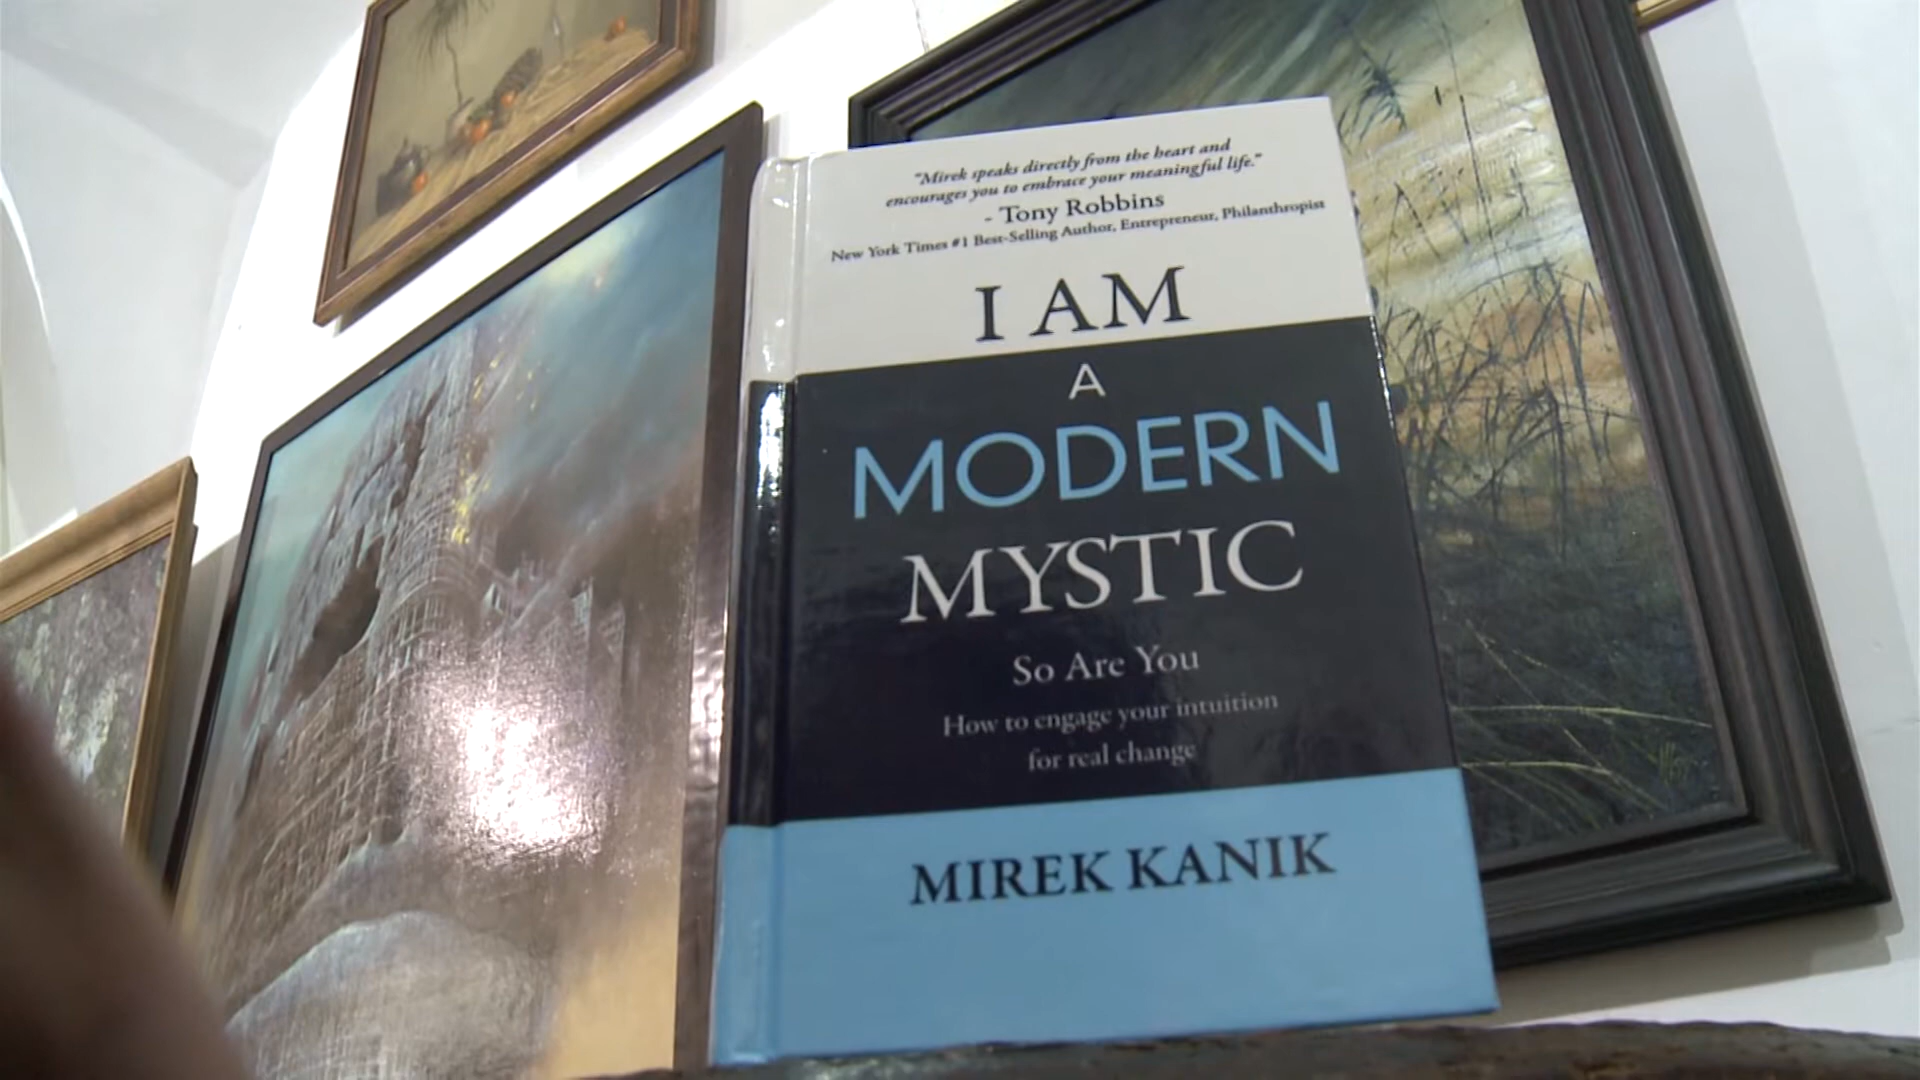 “Mirek speaks directly from the heart and
encourages you to embrace your meaningful life.”
- Tony Robbins
New York Times #1 Best-Selling Author, Entrepreneur, Philanthropist
I AM
A
MODERN
MYSTIC
So Are You
How to engage your intuition
for real change
MIREK KANIK